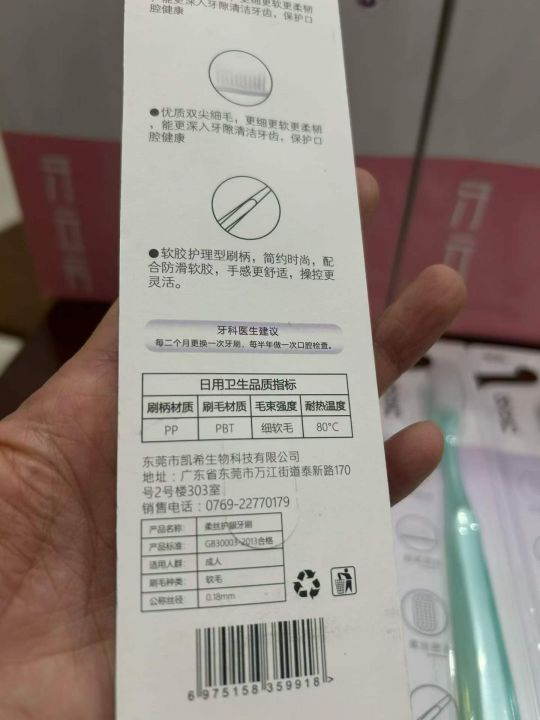 能更深入牙隙清洁牙齿，保护口
腔健康
●优质双尖细毛，更细更软更柔韧
，能更深入牙隙清洁牙齿，保护口
腔健康
●软胶护理型刷柄，简约时尚，配
合防滑软胶，手感更舒适，操控更
灵活。
牙科医生建议
每二个月更换一次牙刷，每半年做一次口腔检查。
日用卫生品质指标
刷柄材质 刷毛材质 毛束强度 耐热温度
PP PBT 细软毛 80°C
东莞市凯希生物科技有限公司
地址：广东省东莞市万江街道泰新路170
号2号楼303室
销售电话：0769-22770179
产品名称： 柔丝护龈牙刷
产品标准： GB30003-2013合格
适用人群： 成人
刷毛种类： 软毛
公称丝径： 0.18mm
6 975158 359918 >